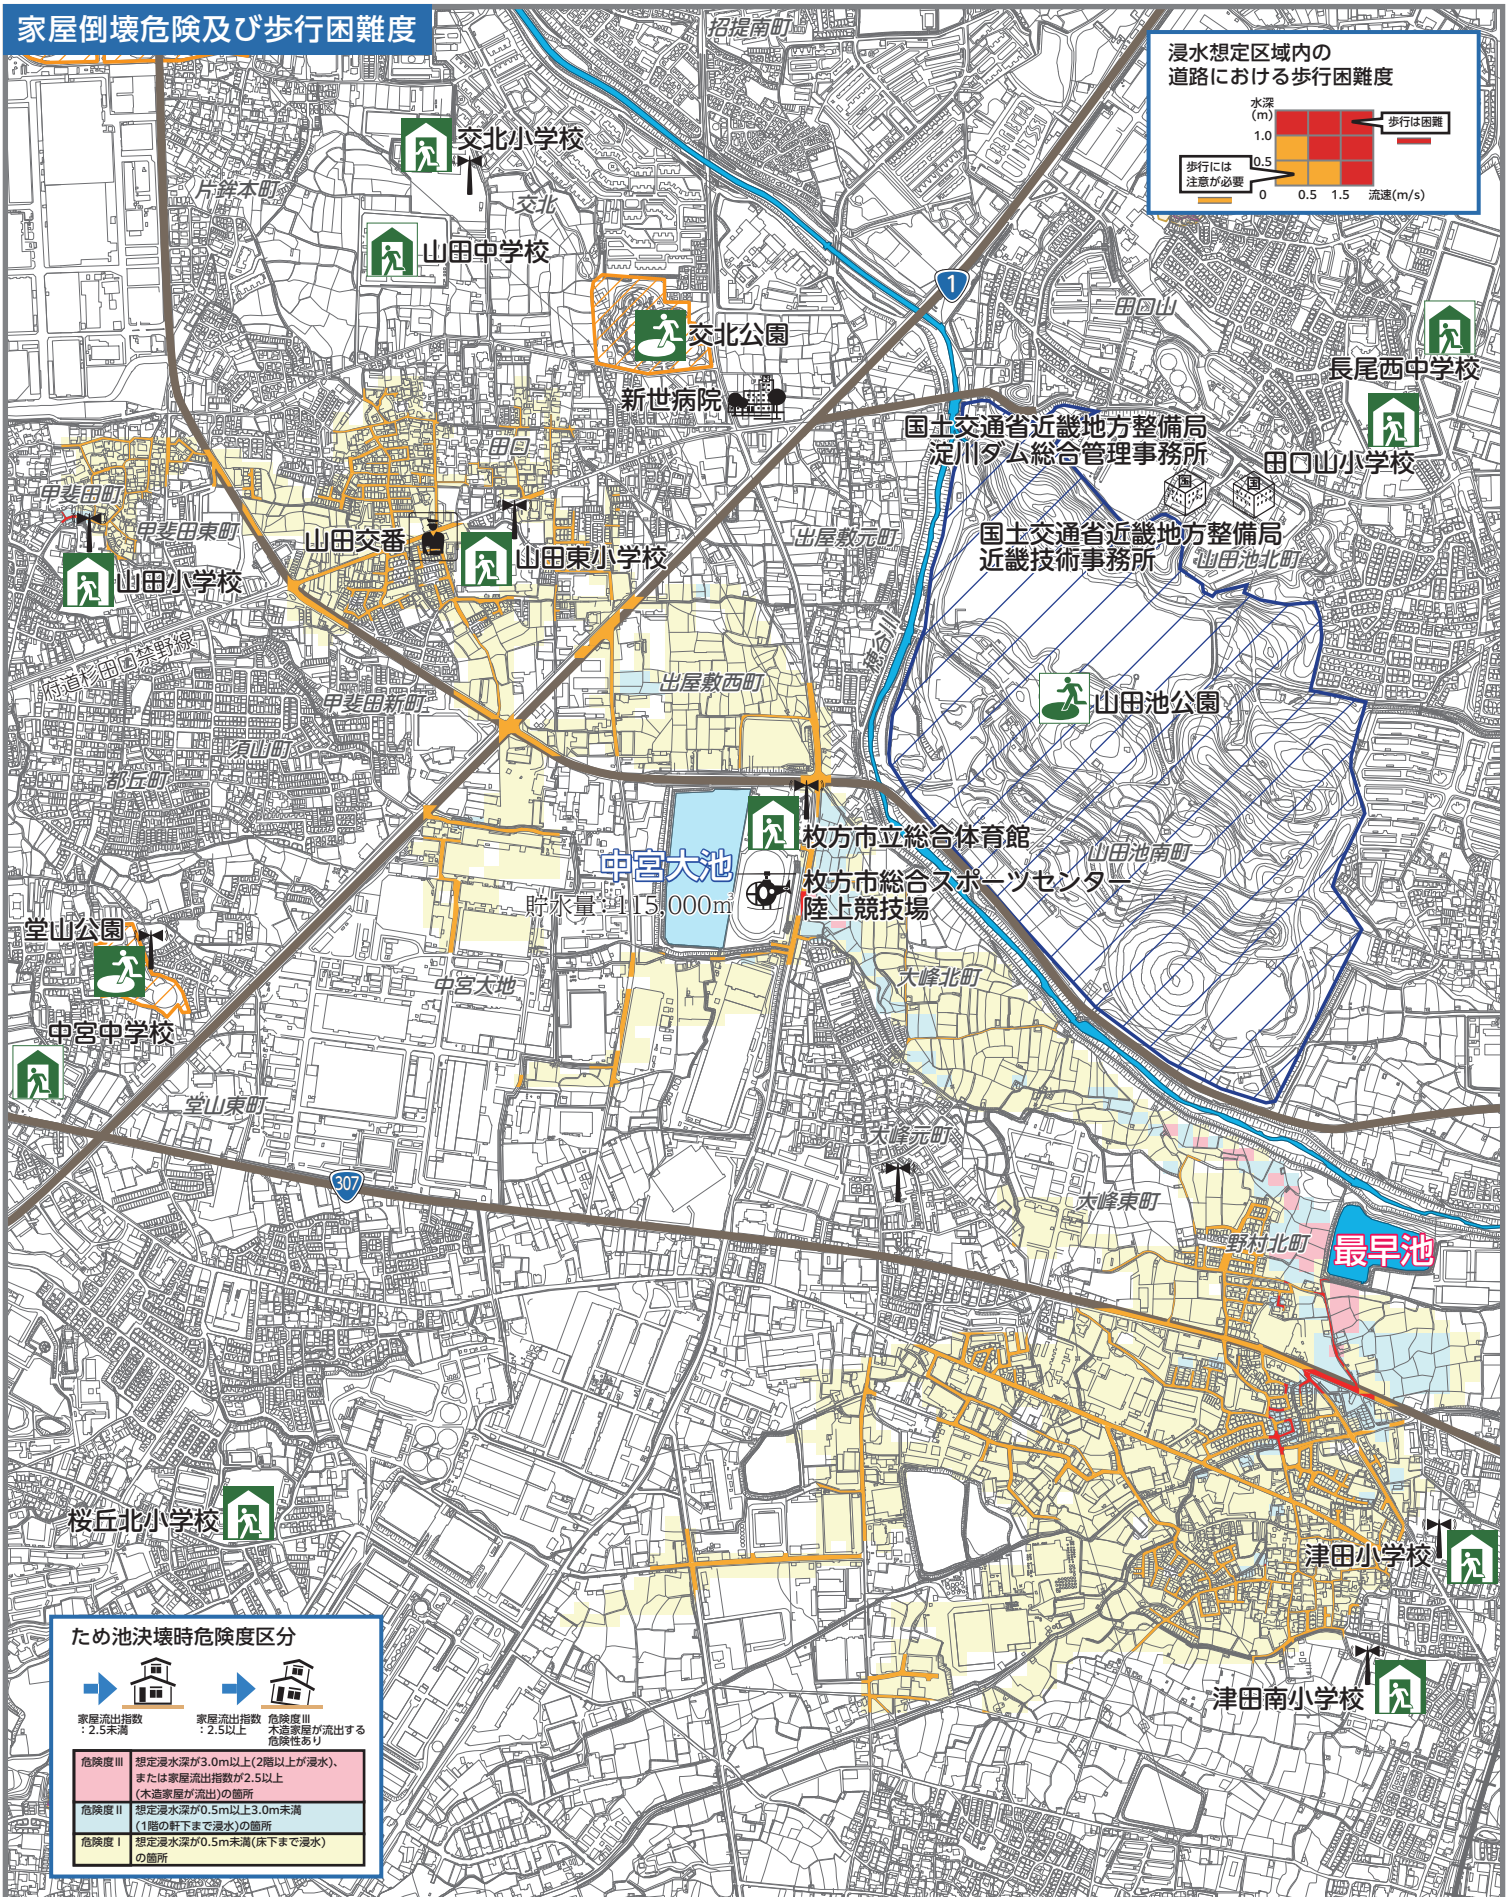 家屋倒壊危険及び歩行困難度
招提南町
浸水想定区域内の
道路における歩行困難度
水深
(m)
1.0
0.5
0
0.5
1.5
流速(m/s)
歩行は困難
歩行には
注意が必要
交北小学校
片鉾本町
交北
山田中学校
1
田口山
交北公園
長尾西中学校
新世病院
国土交通省近畿地方整備局
淀川ダム総合管理事務所
田口
田口山小学校
甲斐田町
甲斐田東町
山田交番
山田東小学校
出屋敷元町
国土交通省近畿地方整備局
近畿技術事務所
山田池北町
山田小学校
府道杉田口禁野線
穂谷川
出屋敷西町
甲斐田新町
山田池公園
須山町
都丘町
枚方市立総合体育館
中宮大池
貯水量：115,000㎥
山田池南町
枚方市総合スポーツセンター
陸上競技場
堂山公園
中宮大池
大峰北町
中宮中学校
堂山東町
大峰元町
307
大峰東町
野村北町
最早池
桜丘北小学校
津田小学校
津田南小学校
ため池決壊時危険度区分
家屋流出指数
：2.5未満
家屋流出指数
：2.5以上
危険度Ⅲ
木造家屋が流出する
危険性あり
危険度Ⅲ
想定浸水深が3.0m以上(2階以上が浸水)、
または家屋流出指数が2.5以上
(木造家屋が流出)の箇所
危険度Ⅱ
想定浸水深が0.5m以上3.0m未満
(1階の軒下まで浸水)の箇所
危険度Ⅰ
想定浸水深が0.5m未満(床下まで浸水)
の箇所